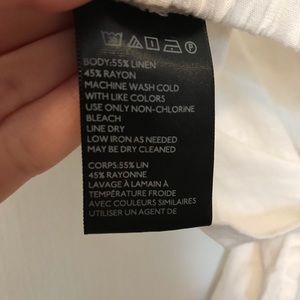 BODY:55% LINEN
45% RAYON
MACHINE WASH COLD
WITH LIKE COLORS
USE ONLY NON-CHLORINE
BLEACH
LINE DRY
LOW IRON AS NEEDED
MAY BE DRY CLEANED
CORPS:55% LIN
45% RAYONNE
LAVAGE À LAMAIN À
TEMPÉRATURE FROIDE
AVEC COULEURS SIMILAIRES
UTILISER UN AGENT DE